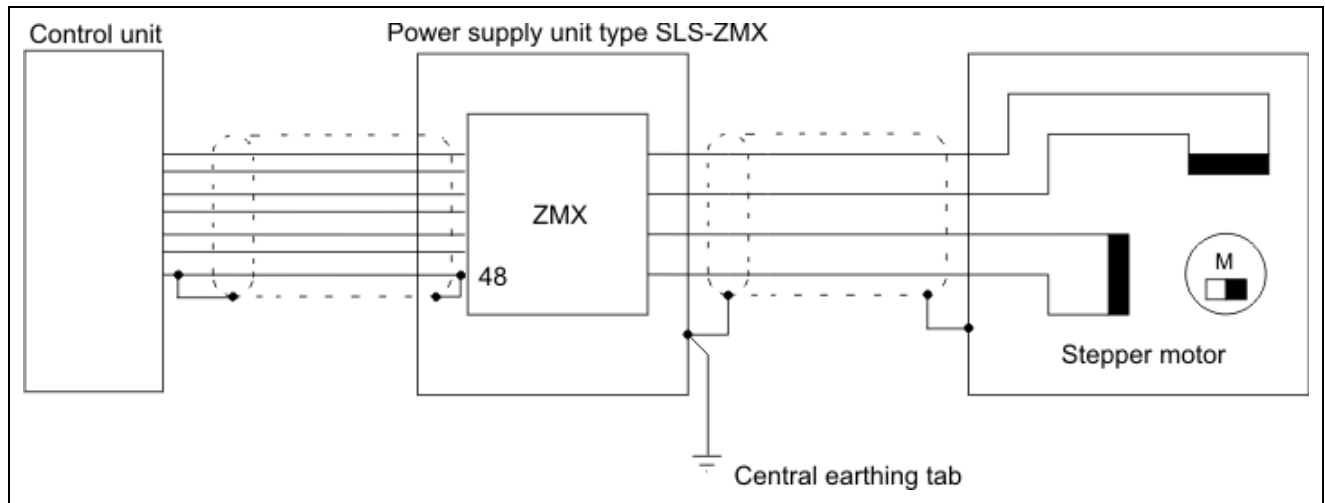 Control unit
Power supply unit type SLS-ZMX
ZMX
48
M
Stepper motor
Central earthing tab